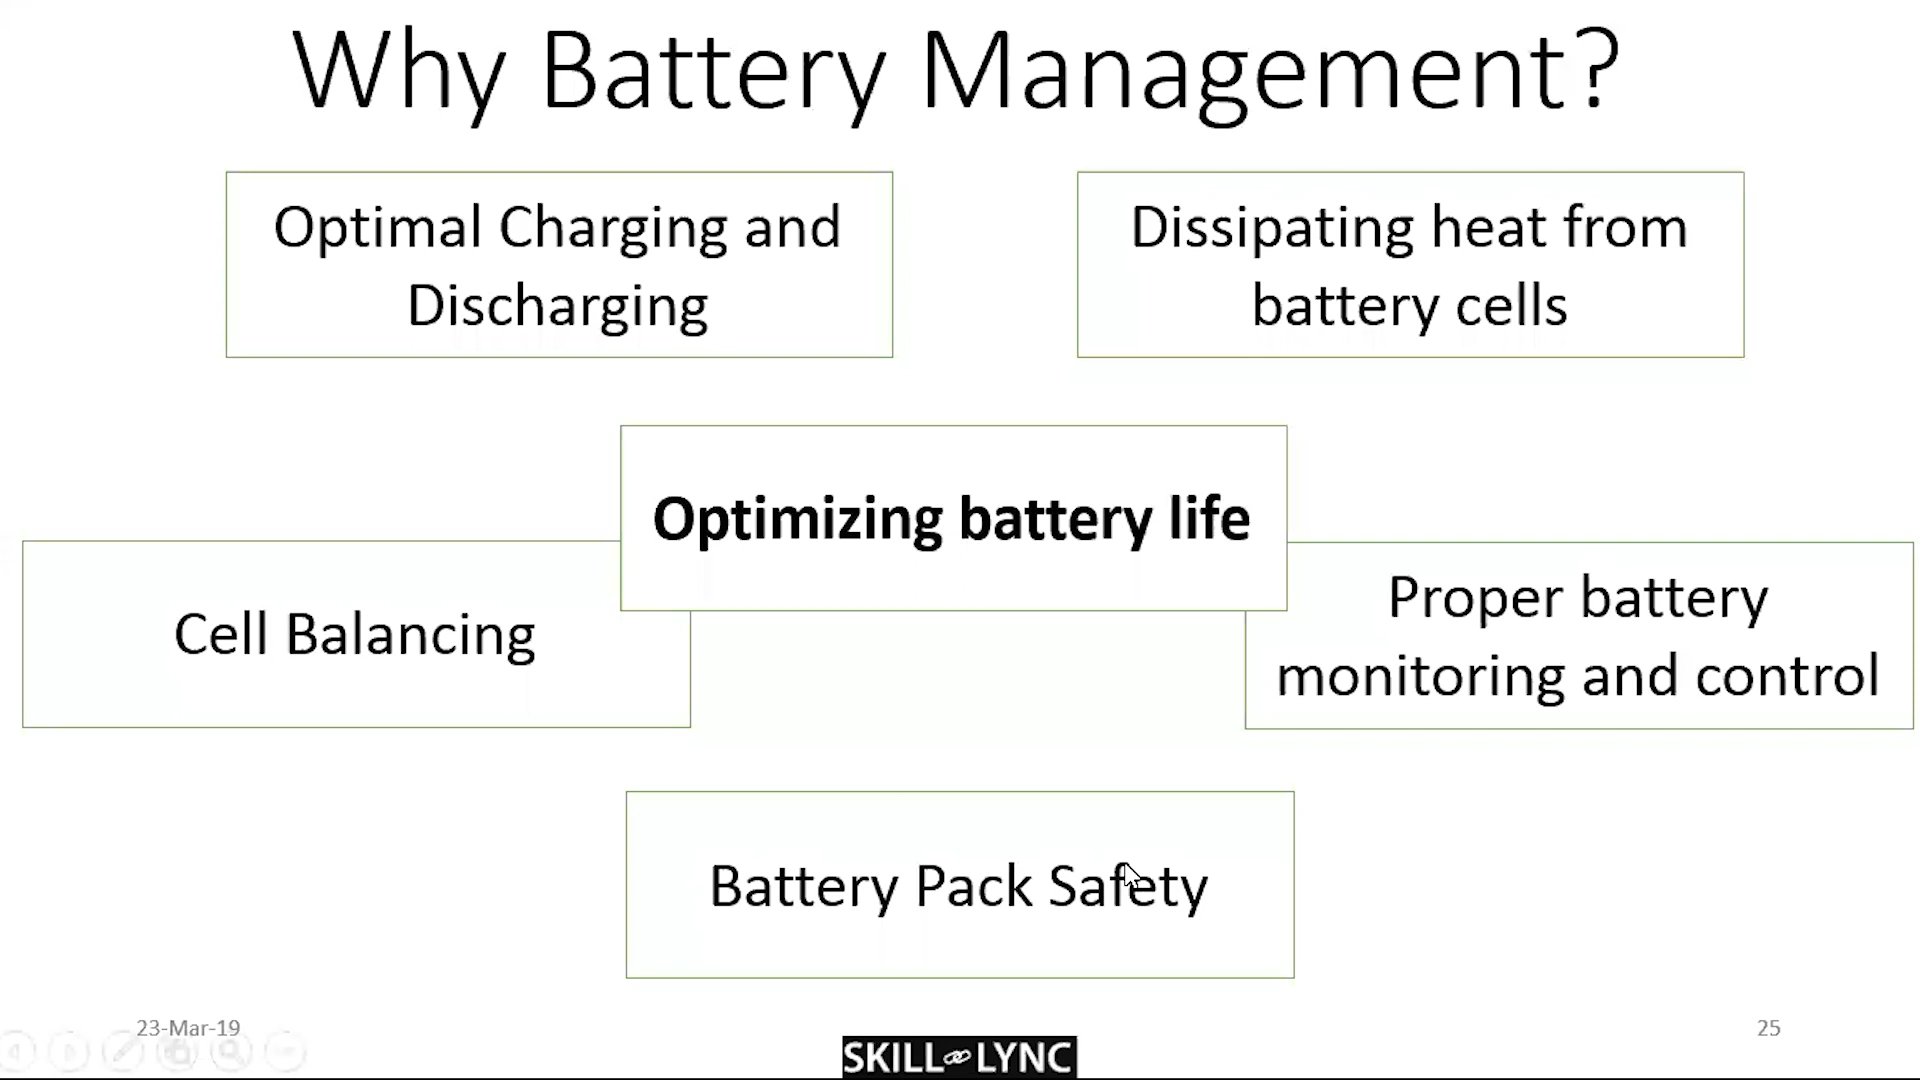 Why Battery Management?
Optimal Charging and
Discharging
Dissipating heat from
battery cells
Optimizing battery life
Cell Balancing
Proper battery
monitoring and control
Battery Pack Safety
23-Mar-19
25
SKILL LYNC